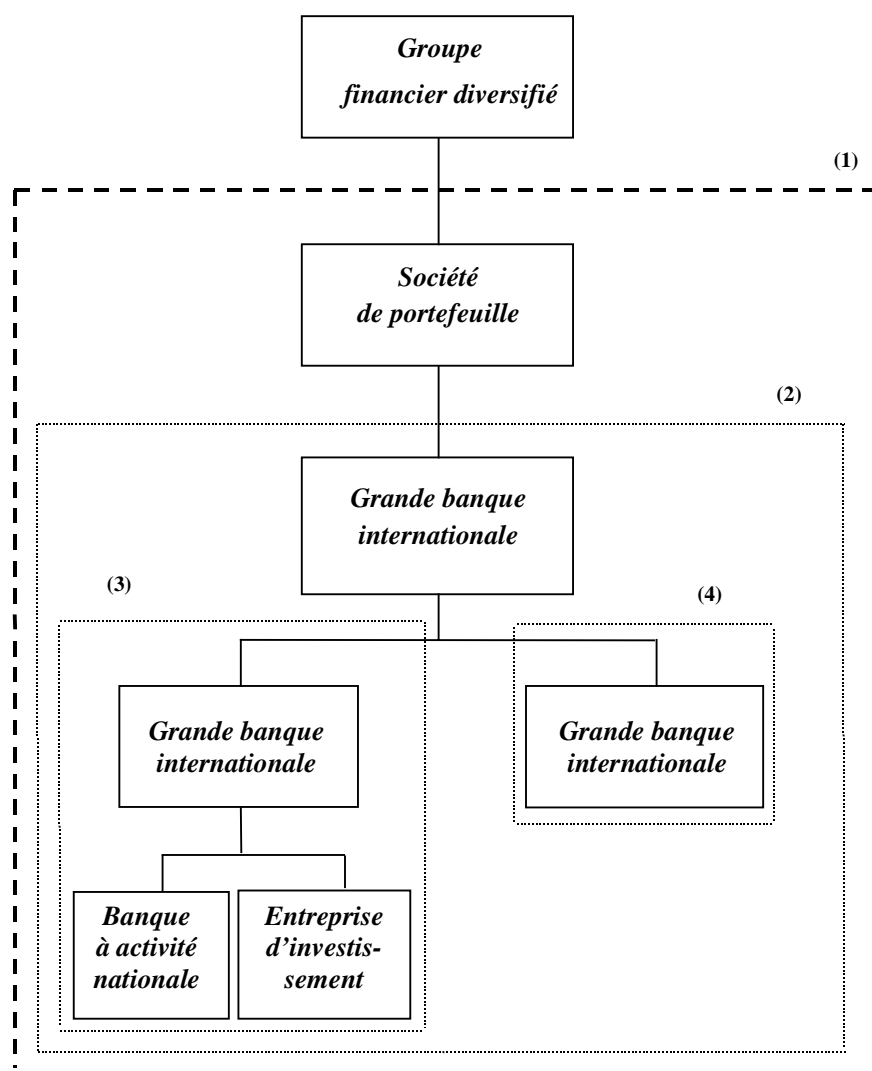 Groupe
financier diversifié
(1)
Société
de portefeuille
(2)
Grande banque
internationale
(3)
(4)
Grande banque
internationale
Grande banque
internationale
Banque
à activité
nationale
Entreprise
d'investis-
sement